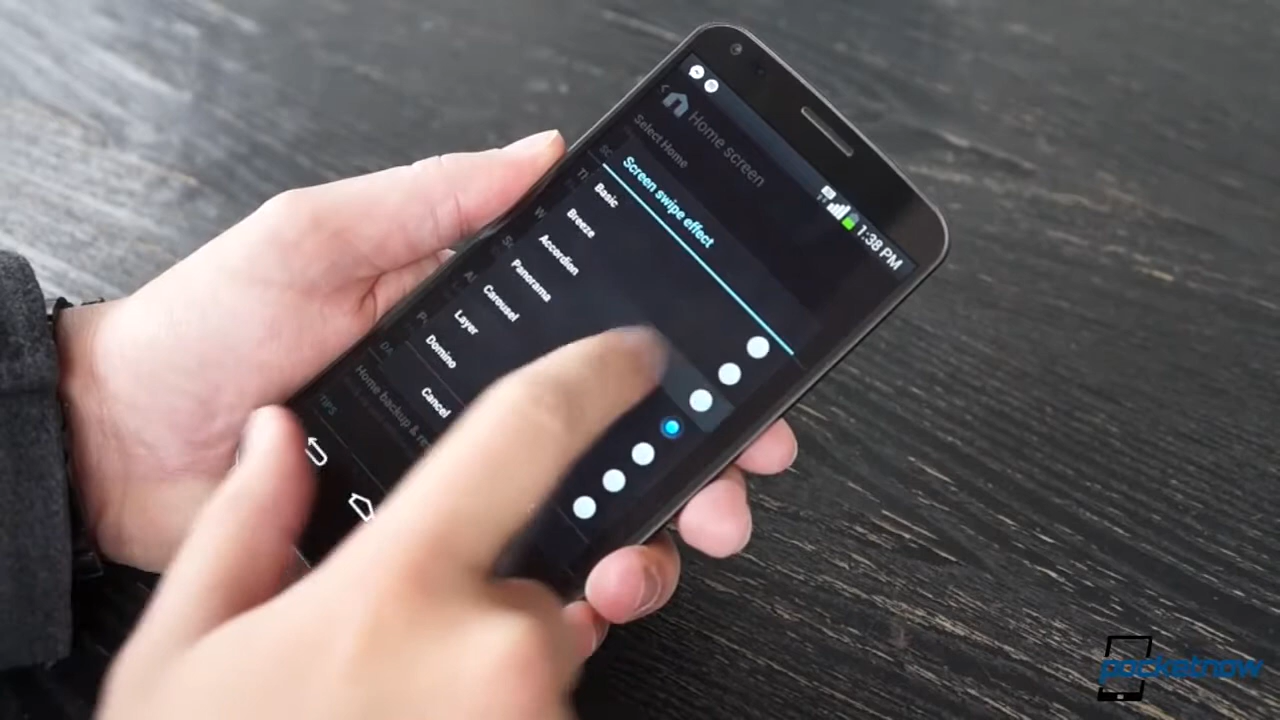 1:38 PM
Home screen
Select Home
Screen swipe effect
Basic
Breeze
Accordion
Panorama
Carousel
Layer
Domino
Cancel
Home backup & re
TIPS
pocketnow